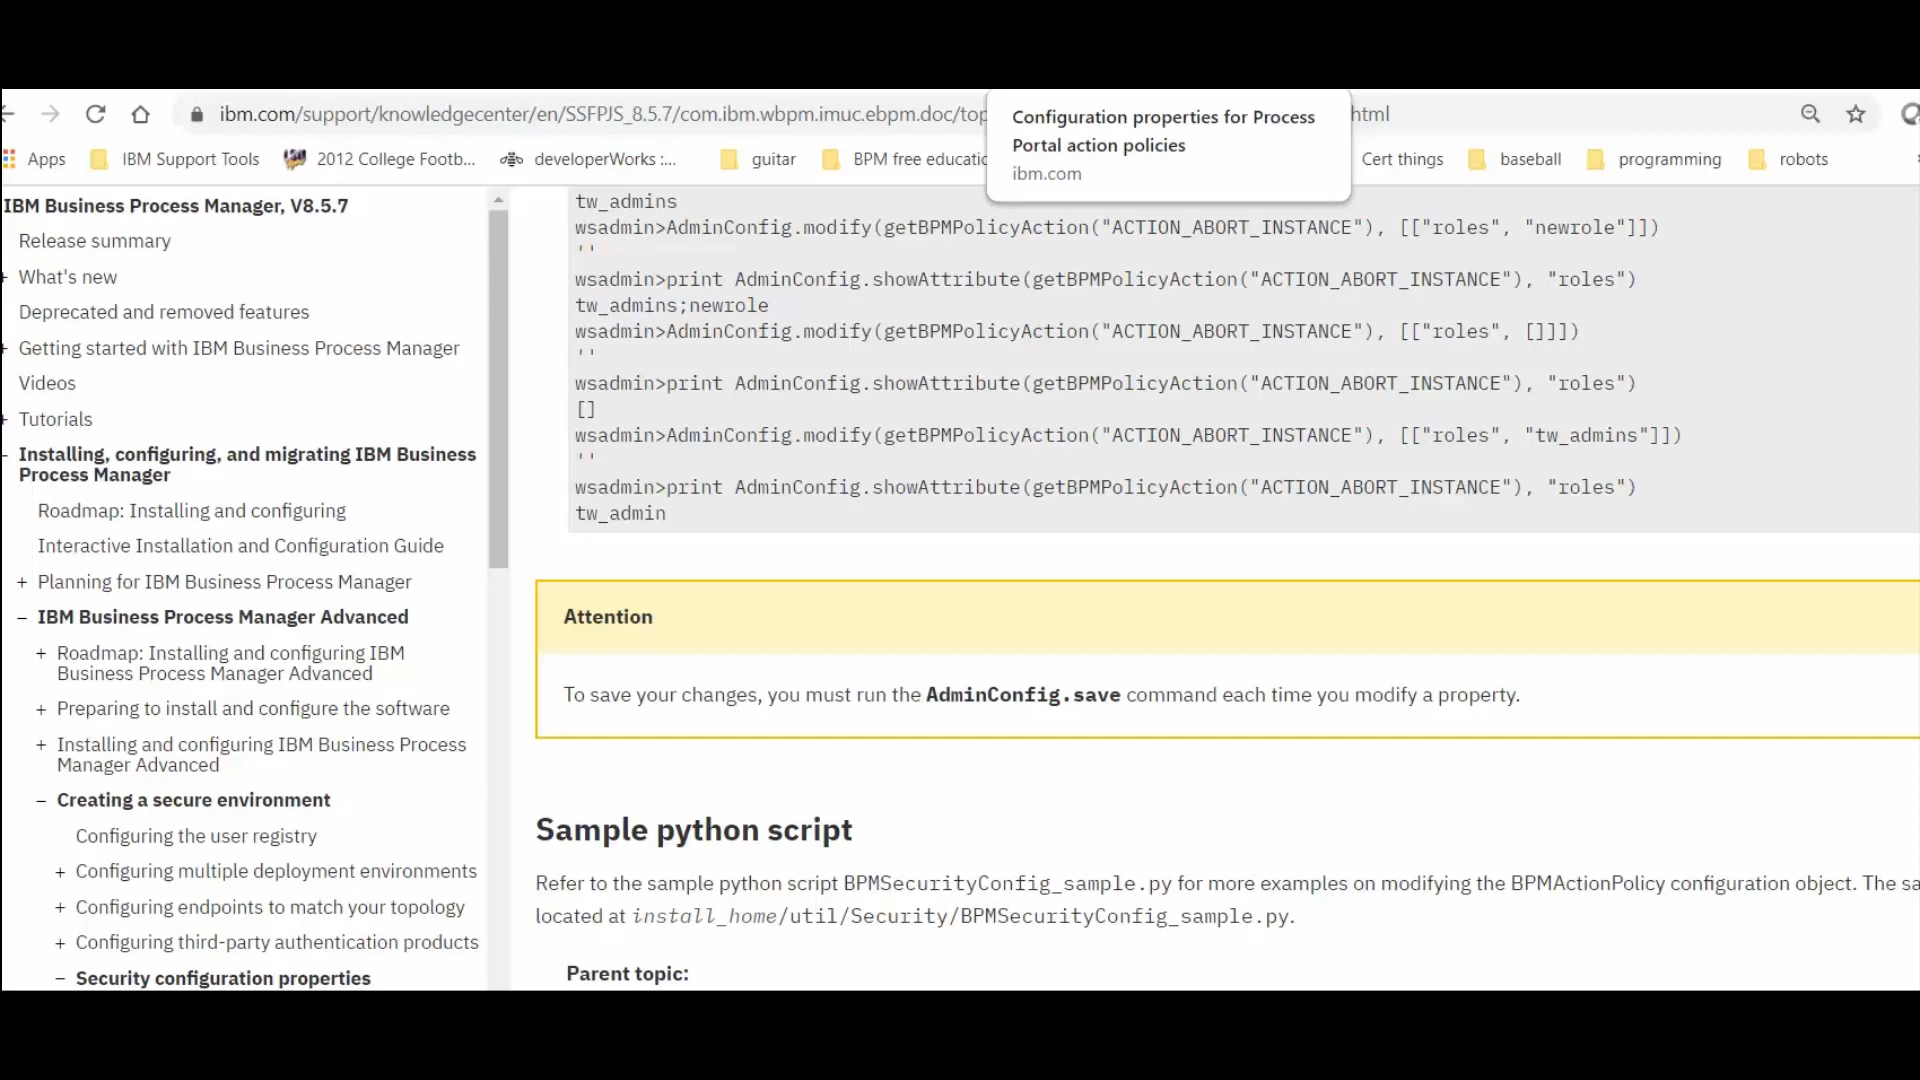 ibm.com/support/knowledgecenter/en/SSFPJS_8.5.7/com.ibm.wbpm.imuc.ebpm.doc/top
html
Configuration properties for Process
Portal action policies
ibm.com
Apps
IBM Support Tools
2012 College Footb...
developerWorks :...
guitar
BPM free educatic
Cert things
baseball
programming
robots
IBM Business Process Manager, V8.5.7
Release summary
+ What's new
Deprecated and removed features
+ Getting started with IBM Business Process Manager
Videos
+ Tutorials
– Installing, configuring, and migrating IBM Business
Process Manager
Roadmap: Installing and configuring
Interactive Installation and Configuration Guide
+ Planning for IBM Business Process Manager
– IBM Business Process Manager Advanced
+ Roadmap: Installing and configuring IBM
Business Process Manager Advanced
+ Preparing to install and configure the software
+ Installing and configuring IBM Business Process
Manager Advanced
– Creating a secure environment
Configuring the user registry
+ Configuring multiple deployment environments
+ Configuring endpoints to match your topology
+ Configuring third-party authentication products
– Security configuration properties
tw_admins
wsadmin>AdminConfig.modify(getBPMPolicyAction("ACTION_ABORT_INSTANCE"), [["roles", "newrole"]])
''
wsadmin>print AdminConfig.showAttribute(getBPMPolicyAction("ACTION_ABORT_INSTANCE"), "roles")
tw_admins;newrole
wsadmin>AdminConfig.modify(getBPMPolicyAction("ACTION_ABORT_INSTANCE"), [["roles", []]])
''
wsadmin>print AdminConfig.showAttribute(getBPMPolicyAction("ACTION_ABORT_INSTANCE"), "roles")
[]
wsadmin>AdminConfig.modify(getBPMPolicyAction("ACTION_ABORT_INSTANCE"), [["roles", "tw_admins"]])
''
wsadmin>print AdminConfig.showAttribute(getBPMPolicyAction("ACTION_ABORT_INSTANCE"), "roles")
tw_admin
Attention
To save your changes, you must run the AdminConfig.save command each time you modify a property.
Sample python script
Refer to the sample python script BPMSecurityConfig_sample.py for more examples on modifying the BPMActionPolicy configuration object. The sa
located at install_home/util/Security/BPMSecurityConfig_sample.py.
Parent topic: